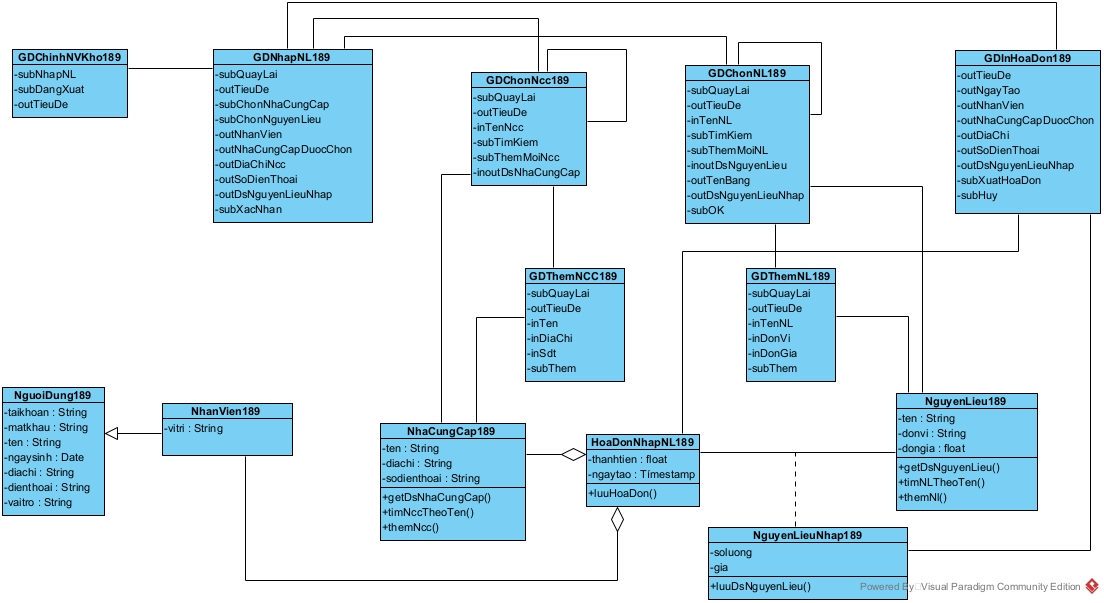 GDChinhNVKho189
-subNhapNL
-subDangXuat
-outTieuDe
GDNhapNL189
-subQuayLai
-outTieuDe
-subChonNhaCungCap
-subChonNguyenLieu
-outNhanVien
-outNhaCungCapDuocChon
-outDiaChiNcc
-outSoDienThoai
-outDsNguyenLieuNhap
-subXacNhan
GDChonNcc189
-subQuayLai
-outTieuDe
-inTenNcc
-subTimKiem
-subThemMoiNcc
-inoutDsNhaCungCap
GDChonNL189
-subQuayLai
-outTieuDe
-inTenNL
-subTimKiem
-subThemMoiNL
-inoutDsNguyenLieu
-outTenBang
-outDsNguyenLieuNhap
-subOK
GDInHoaDon189
-outTieuDe
-outNgayTao
-outNhanVien
-outNhaCungCapDuocChon
-outDiaChi
-outSoDienThoai
-outDsNguyenLieuNhap
-subXuatHoaDon
-subHuy
GDThemNCC189
-subQuayLai
-outTieuDe
-inTen
-inDiaChi
-inSdt
-subThem
GDThemNL189
-subQuayLai
-outTieuDe
-inTenNL
-inDonVi
-inDonGia
-subThem
NguoiDung189
-taikhoan : String
-matkhau : String
-ten : String
-ngaysinh : Date
-diachi : String
-dienthoai : String
-vaitro : String
NhanVien189
-vitri : String
NhaCungCap189
-ten : String
-diachi : String
-sodienthoai : String
+getDsNhaCungCap()
+timNccTheoTen()
+themNcc()
HoaDonNhapNL189
-thanhtien : float
-ngaytao : Timestamp
+luuHoaDon()
NguyenLieu189
-ten : String
-donvi : String
-dongia : float
+getDsNguyenLieu()
+timNLTheoTen()
+themNl()
NguyenLieuNhap189
-soluong
-gia
+luuDsNguyenLieu()
Powered By Visual Paradigm Community Edition